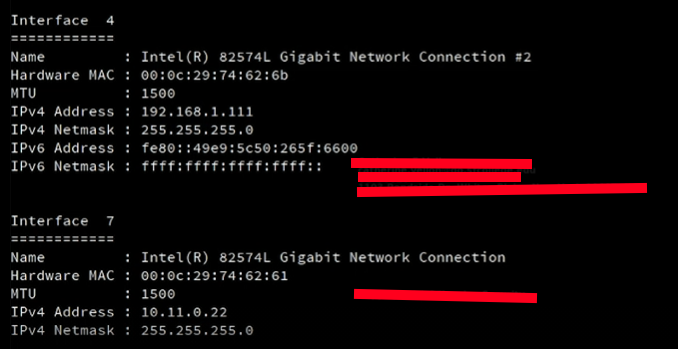 Interface  4
============
Name         : Intel(R) 82574L Gigabit Network Connection #2
Hardware MAC : 00:0c:29:74:62:6b
MTU          : 1500
IPv4 Address : 192.168.1.111
IPv4 Netmask : 255.255.255.0
IPv6 Address : fe80::49e9:5c50:265f:6600
IPv6 Netmask : ffff:ffff:ffff:ffff::
Interface  7
============
Name         : Intel(R) 82574L Gigabit Network Connection
Hardware MAC : 00:0c:29:74:62:61
MTU          : 1500
IPv4 Address : 10.11.0.22
IPv4 Netmask : 255.255.255.0